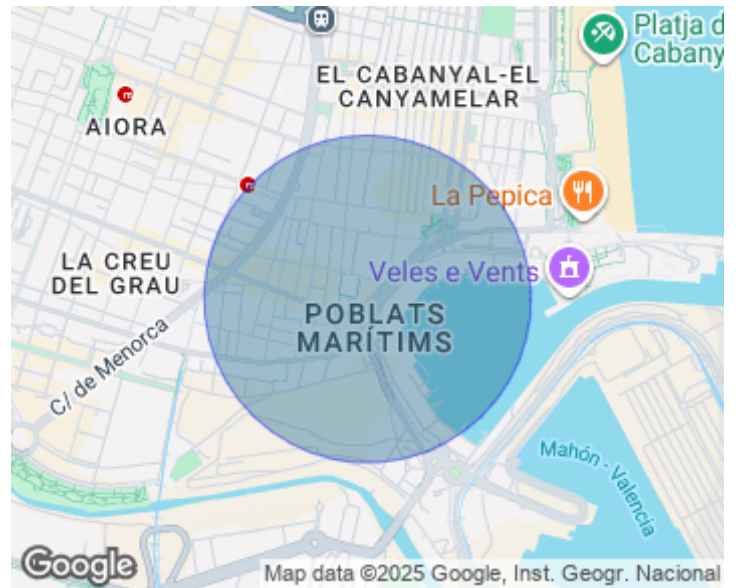 Platja d
Cabany
EL CABANYAL-EL
CANYAMELAR
AIORA
La Pepica
LA CREU
DEL GRAU
Veles e Vents
POBLATS
MARÍTIMS
C/ de Menorca
Mahón - Valencia
Google
Map data ©2025 Google, Inst. Geogr. Nacional